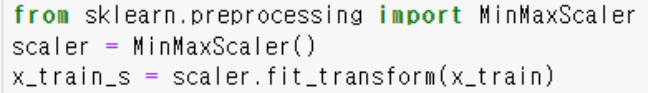 from sklearn.preprocessing import MinMaxScaler
scaler = MinMaxScaler()
x_train_s = scaler.fit_transform(x_train)